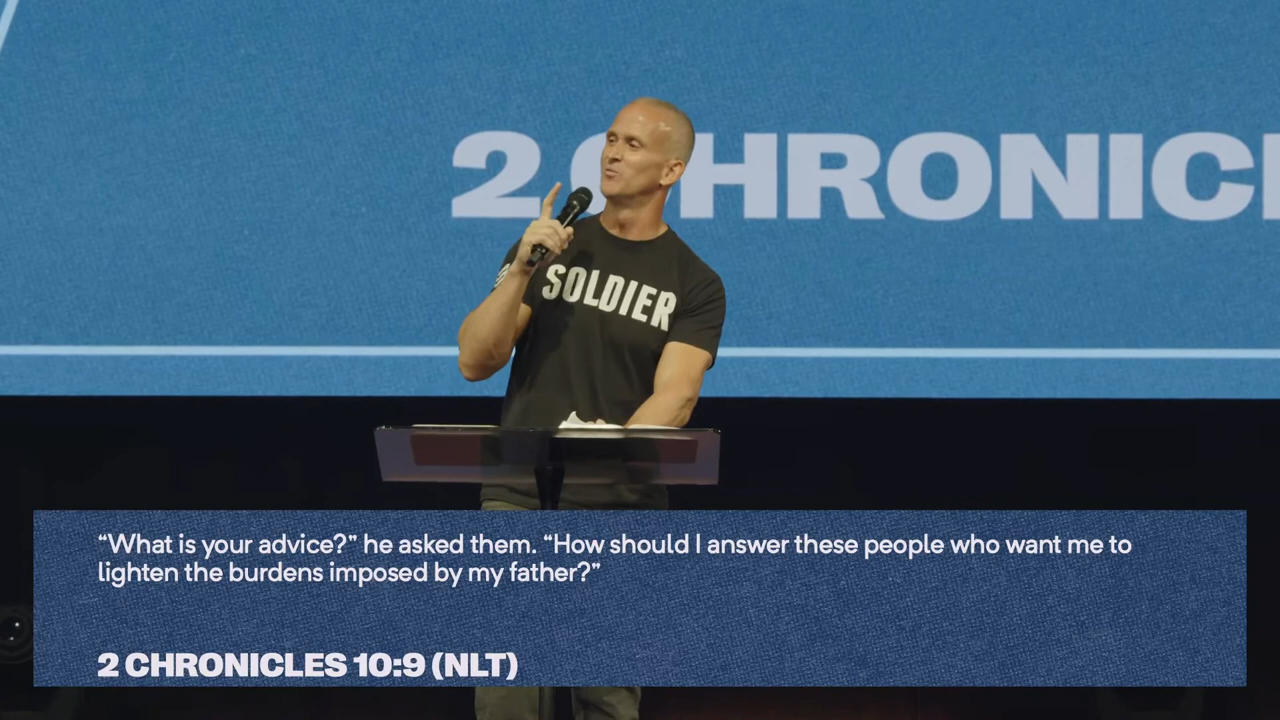 2 CHRONIC
SOLDIER
“What is your advice?” he asked them. “How should I answer these people who want me to
lighten the burdens imposed by my father?”
2 CHRONICLES 10:9 (NLT)